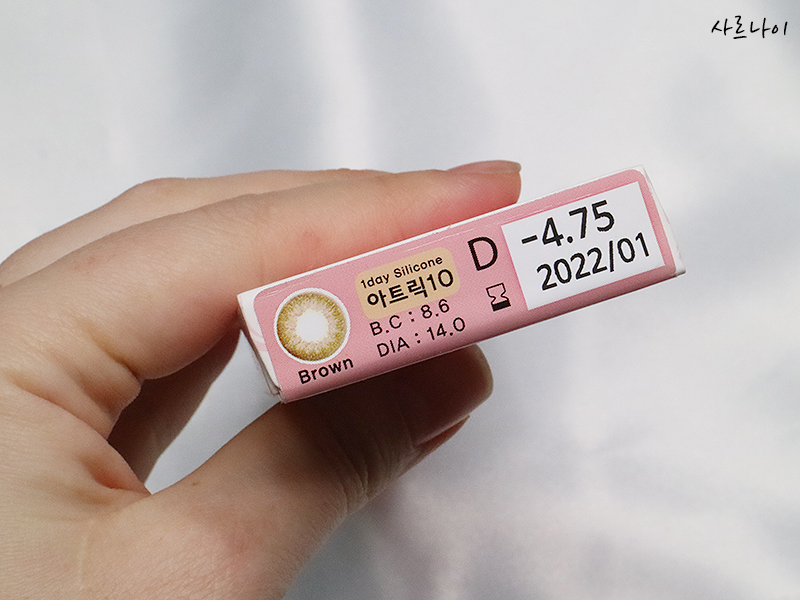 사르나이
1day Silicone
아트릭10
B.C : 8.6
DIA : 14.0
Brown
D
-4.75
2022/01